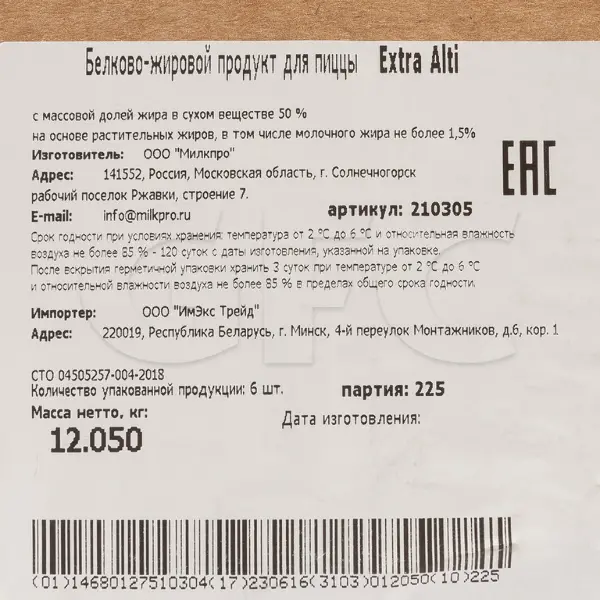 Белково-жировой продукт для пиццы Extra Alti
с массовой долей жира в сухом веществе 50 %
на основе растительных жиров, в том числе молочного жира не более 1,5%
Изготовитель: ООО "Милкпро"
Адрес: 141552, Россия, Московская область, г. Солнечногорск
рабочий поселок Ржавки, строение 7.
E-mail: info@milkpro.ru артикул: 210305
EAC
Срок годности при условиях хранения: температура от 2 °С до 6 °С и относительная влажность
воздуха не более 85 % - 120 суток с даты изготовления, указанной на упаковке.
После вскрытия герметичной упаковки хранить 3 суток при температуре от 2 °С до 6 °С
и относительной влажности воздуха не более 85 % в пределах общего срока годности.
CFC
Импортер: ООО "ИмЭкс Трейд"
Адрес: 220019, Республика Беларусь, г. Минск, 4-й переулок Монтажников, д.6, кор. 1
СТО 04505257-004-2018
Количество упакованной продукции: 6 шт. партия: 225
Масса нетто, кг: Дата изготовления:
12.050
(01)14680127510304(17)230616(3103)012050(10)225